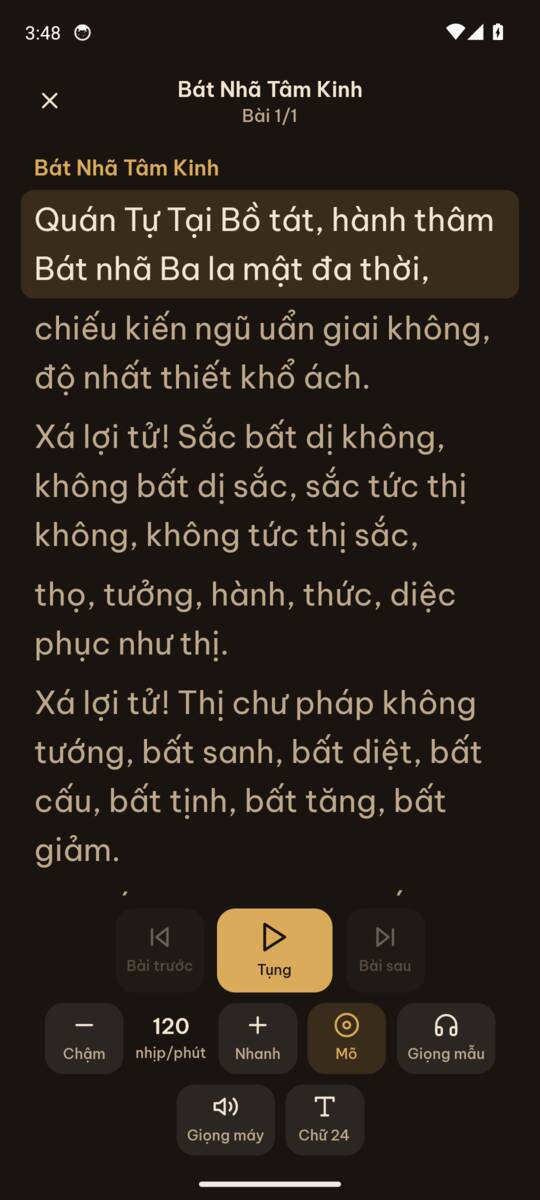 3:48
Bát Nhã Tâm Kinh
Bài 1/1
Bát Nhã Tâm Kinh
Quán Tự Tại Bồ tát, hành thâm
Bát nhã Ba la mật đa thời,
chiếu kiến ngũ uẩn giai không,
độ nhất thiết khổ ách.
Xá lợi tử! Sắc bất dị không,
không bất dị sắc, sắc tức thị
không, không tức thị sắc,
thọ, tưởng, hành, thức, diệc
phục như thị.
Xá lợi tử! Thị chư pháp không
tướng, bất sanh, bất diệt, bất
cấu, bất tịnh, bất tăng, bất
giảm.
Bài trước
Tụng
Bài sau
Chậm
120
nhịp/phút
Nhanh
Mõ
Giọng mẫu
Giọng máy
Chữ 24